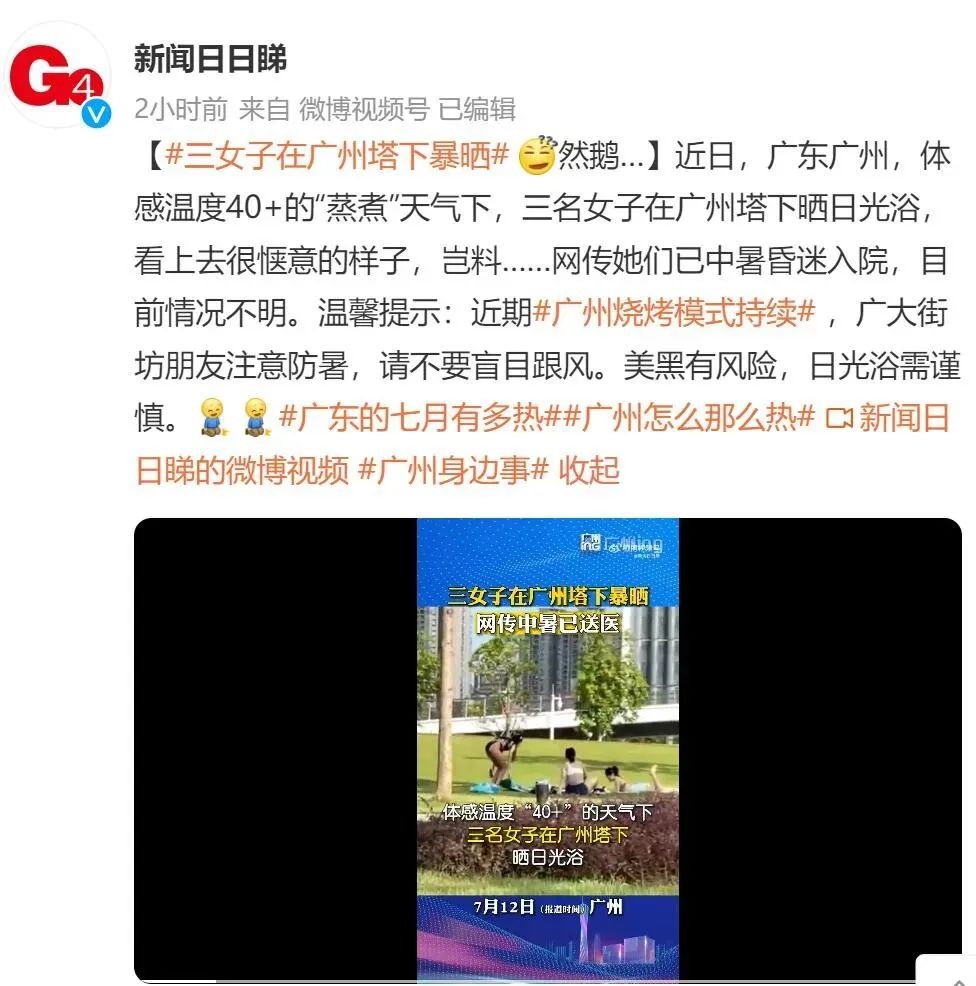 G4
新闻日日睇
2小时前 来自 微博视频号 已编辑
【#三女子在广州塔下暴晒# 然鹅...】近日，广东广州，体
感温度40+的“蒸煮”天气下，三名女子在广州塔下晒日光浴，
看上去很惬意的样子，岂料......网传她们已中暑昏迷入院，目
前情况不明。温馨提示：近期#广州烧烤模式持续# ，广大街
坊朋友注意防暑，请不要盲目跟风。美黑有风险，日光浴需谨
慎。 #广东的七月有多热##广州怎么那么热# 新闻日
日睇的微博视频 #广州身边事# 收起
三女子在广州塔下暴晒
网传中暑已送医
体感温度“40+”的天气下
三名女子在广州塔下
晒日光浴
7月12日（报道时间）广州